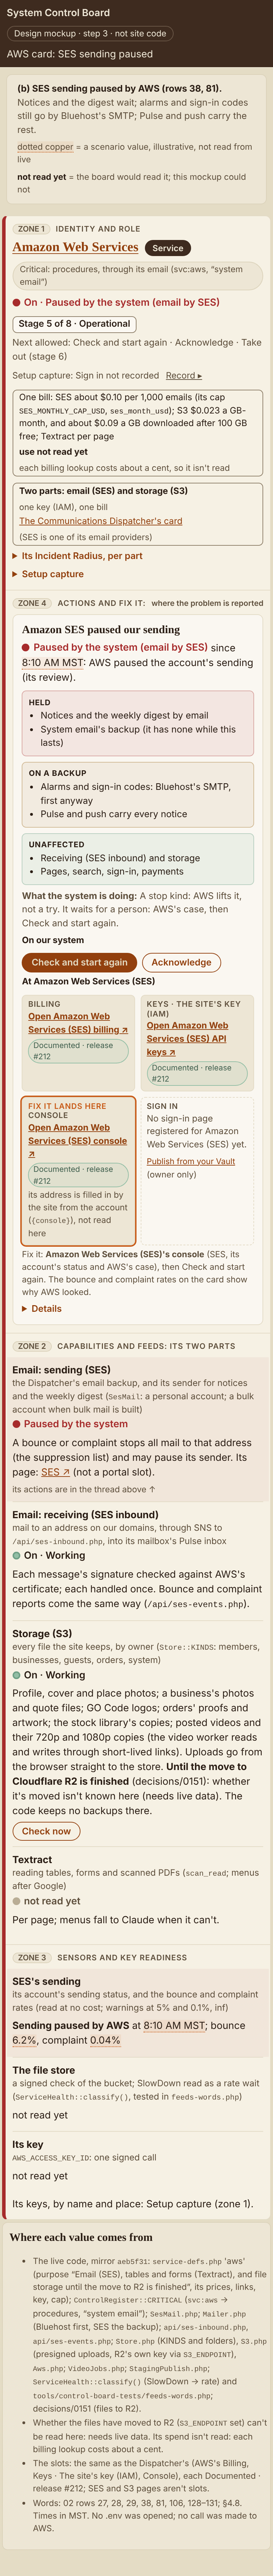 System Control Board
Design mockup · step 3 · not site code
AWS card: SES sending paused
(b) SES sending paused by AWS (rows 38, 81).
Notices and the digest wait; alarms and sign-in codes
still go by Bluehost's SMTP; Pulse and push carry the
rest.
dotted copper = a scenario value, illustrative, not read from
live
not read yet = the board would read it; this mockup could
not
ZONE 1 IDENTITY AND ROLE
Amazon Web Services Service
Critical: procedures, through its email (svc:aws, "system
email")
On · Paused by the system (email by SES)
Stage 5 of 8 · Operational
Next allowed: Check and start again · Acknowledge · Take
out (stage 6)
Setup capture: Sign in not recorded Record ▸
One bill: SES about $0.10 per 1,000 emails (its cap
SES_MONTHLY_CAP_USD, ses_month_usd); S3 $0.023 a GB-
month, and about $0.09 a GB downloaded after 100 GB
free; Textract per page
use not read yet
each billing lookup costs about a cent, so it isn't read
Two parts: email (SES) and storage (S3)
one key (IAM), one bill
The Communications Dispatcher's card
(SES is one of its email providers)
▸ Its Incident Radius, per part
▸ Setup capture
ZONE 4 ACTIONS AND FIX IT: where the problem is reported
Amazon SES paused our sending
Paused by the system (email by SES) since
8:10 AM MST: AWS paused the account's sending
(its review).
HELD
• Notices and the weekly digest by email
• System email's backup (it has none while this
lasts)
ON A BACKUP
• Alarms and sign-in codes: Bluehost's SMTP,
first anyway
• Pulse and push carry every notice
UNAFFECTED
• Receiving (SES inbound) and storage
• Pages, search, sign-in, payments
What the system is doing: A stop kind: AWS lifts it,
not a try. It waits for a person: AWS's case, then
Check and start again.
On our system
Check and start again Acknowledge
At Amazon Web Services (SES)
BILLING
Open Amazon Web
Services (SES) billing ↗
Documented · release
#212
KEYS · THE SITE'S KEY
(IAM)
Open Amazon Web
Services (SES) API
keys ↗
Documented · release
#212
FIX IT LANDS HERE
CONSOLE
Open Amazon Web
Services (SES) console
↗
Documented · release
#212
its address is filled in by
the site from the account
({console}), not read
here
SIGN IN
No sign-in page
registered for Amazon
Web Services (SES) yet.
Publish from your Vault
(owner only)
Fix it: Amazon Web Services (SES)'s console (SES, its
account's status and AWS's case), then Check and start
again. The bounce and complaint rates on the card show
why AWS looked.
▸ Details
ZONE 2 CAPABILITIES AND FEEDS: ITS TWO PARTS
Email: sending (SES)
the Dispatcher's email backup, and its sender for notices
and the weekly digest (SesMail: a personal account; a bulk
account when bulk mail is built)
Paused by the system
A bounce or complaint stops all mail to that address
(the suppression list) and may pause its sender. Its
page: SES ↗ (not a portal slot).
its actions are in the thread above ↑
Email: receiving (SES inbound)
mail to an address on our domains, through SNS to
/api/ses-inbound.php, into its mailbox's Pulse inbox
On · Working
Each message's signature checked against AWS's
certificate; each handled once. Bounce and complaint
reports come the same way (/api/ses-events.php).
Storage (S3)
every file the site keeps, by owner (Store::KINDS: members,
businesses, guests, orders, system)
On · Working
Profile, cover and place photos; a business's photos
and quote files; GO Code logos; orders' proofs and
artwork; the stock library's copies; posted videos and
their 720p and 1080p copies (the video worker reads
and writes through short-lived links). Uploads go from
the browser straight to the store. Until the move to
Cloudflare R2 is finished (decisions/0151): whether
it's moved isn't known here (needs live data). The
code keeps no backups there.
Check now
Textract
reading tables, forms and scanned PDFs (scan_read; menus
after Google)
not read yet
Per page; menus fall to Claude when it can't.
ZONE 3 SENSORS AND KEY READINESS
SES's sending
its account's sending status, and the bounce and complaint
rates (read at no cost; warnings at 5% and 0.1%, inf)
Sending paused by AWS at 8:10 AM MST; bounce
6.2%, complaint 0.04%
The file store
a signed check of the bucket; SlowDown read as a rate wait
(ServiceHealth::classify(), tested in feeds-words.php)
not read yet
Its key
AWS_ACCESS_KEY_ID: one signed call
not read yet
Its keys, by name and place: Setup capture (zone 1).
Where each value comes from
• The live code, mirror aeb5f31: service-defs.php 'aws'
(purpose "Email (SES), tables and forms (Textract), and file
storage until the move to R2 is finished", its prices, links,
key, cap); ControlRegister::CRITICAL (svc:aws →
procedures, "system email"); SesMail.php; Mailer.php
(Bluehost first, SES the backup); api/ses-inbound.php,
api/ses-events.php; Store.php (KINDS and folders), S3.php
(presigned uploads, R2's own key via S3_ENDPOINT),
Aws.php; VideoJobs.php; StagingPublish.php;
ServiceHealth::classify() (SlowDown → rate) and
tools/control-board-tests/feeds-words.php;
decisions/0151 (files to R2).
• Whether the files have moved to R2 (S3_ENDPOINT set) can't
be read here: needs live data. Its spend isn't read: each
billing lookup costs about a cent.
• The slots: the same as the Dispatcher's (AWS's Billing,
Keys · The site's key (IAM), Console), each Documented ·
release #212; SES and S3 pages aren't slots.
• Words: 02 rows 27, 28, 29, 38, 81, 106, 128–131; §4.8.
Times in MST. No .env was opened; no call was made to
AWS.